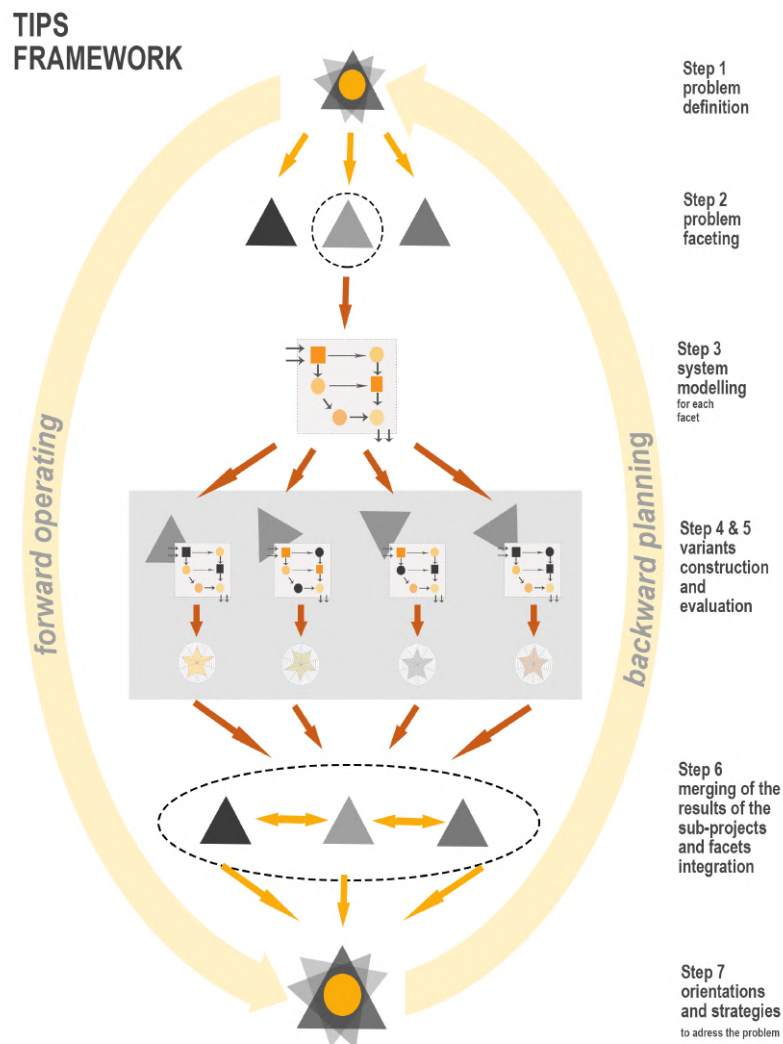 TIPS
FRAMEWORK
Step 1
problem
definition
Step 2
problem
faceting
Step 3
system
modelling
for each
facet
forward operating
backward planning
Step 4 & 5
variants
construction
and
evaluation
Step 6
merging of the
results of the
sub-projects
and facets
integration
Step 7
orientations
and strategies
to adress the problem